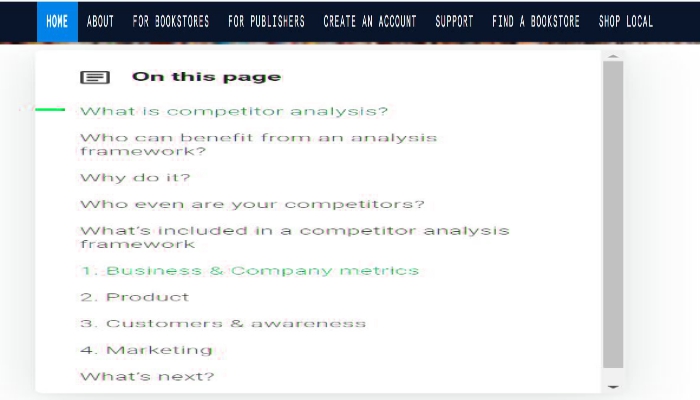 HOME ABOUT FOR BOOKSTORES FOR PUBLISHERS CREATE AN ACCOUNT SUPPORT FIND A BOOKSTORE SHOP LOCAL
On this page
What is competitor analysis?
Who can benefit from an analysis
framework?
Why do it?
Who even are your competitors?
What's included in a competitor analysis
framework
1. Business & Company metrics
2. Product
3. Customers & awareness
4. Marketing
What's next?